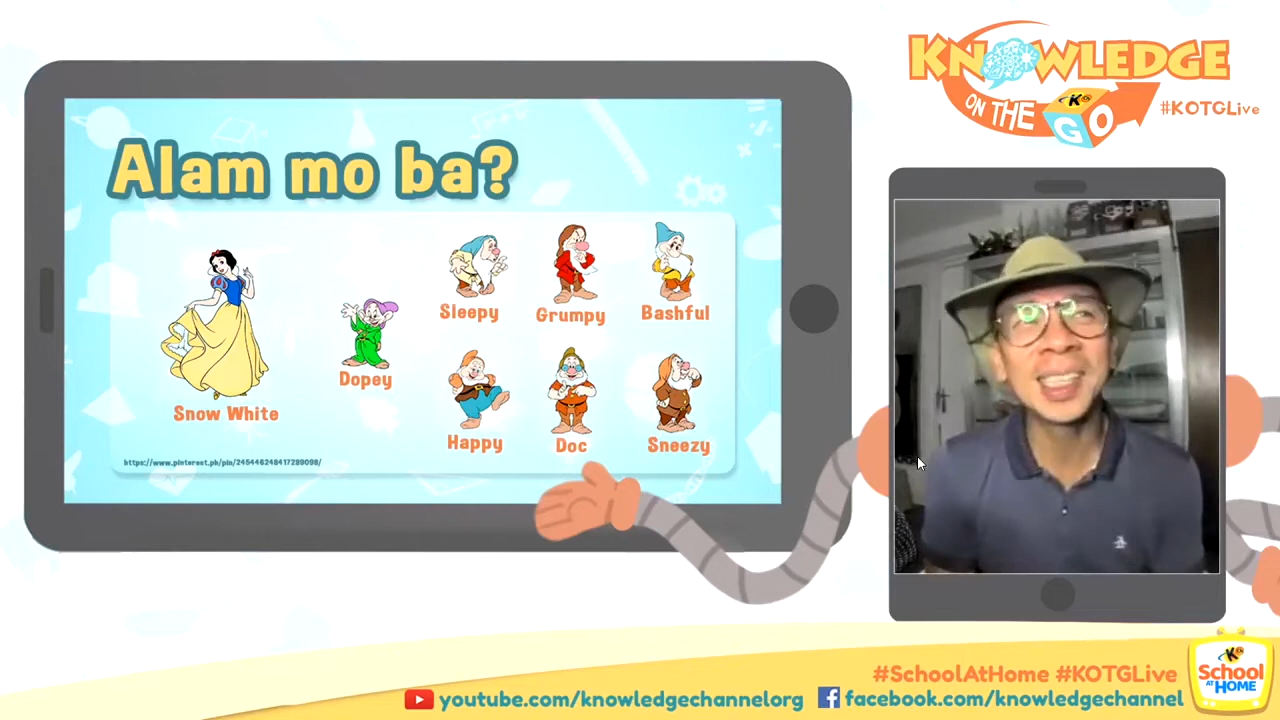 KNOWLEDGE
ON THE GO
#KOTGLive
Alam mo ba?
Snow White
Dopey
Sleepy
Grumpy
Bashful
Happy
Doc
Sneezy
https://www.pinterest.ph/pin/245446248417289098/
#SchoolAtHome #KOTGLive
youtube.com/knowledgechannelorg
facebook.com/knowledgechannel
School
AT HOME